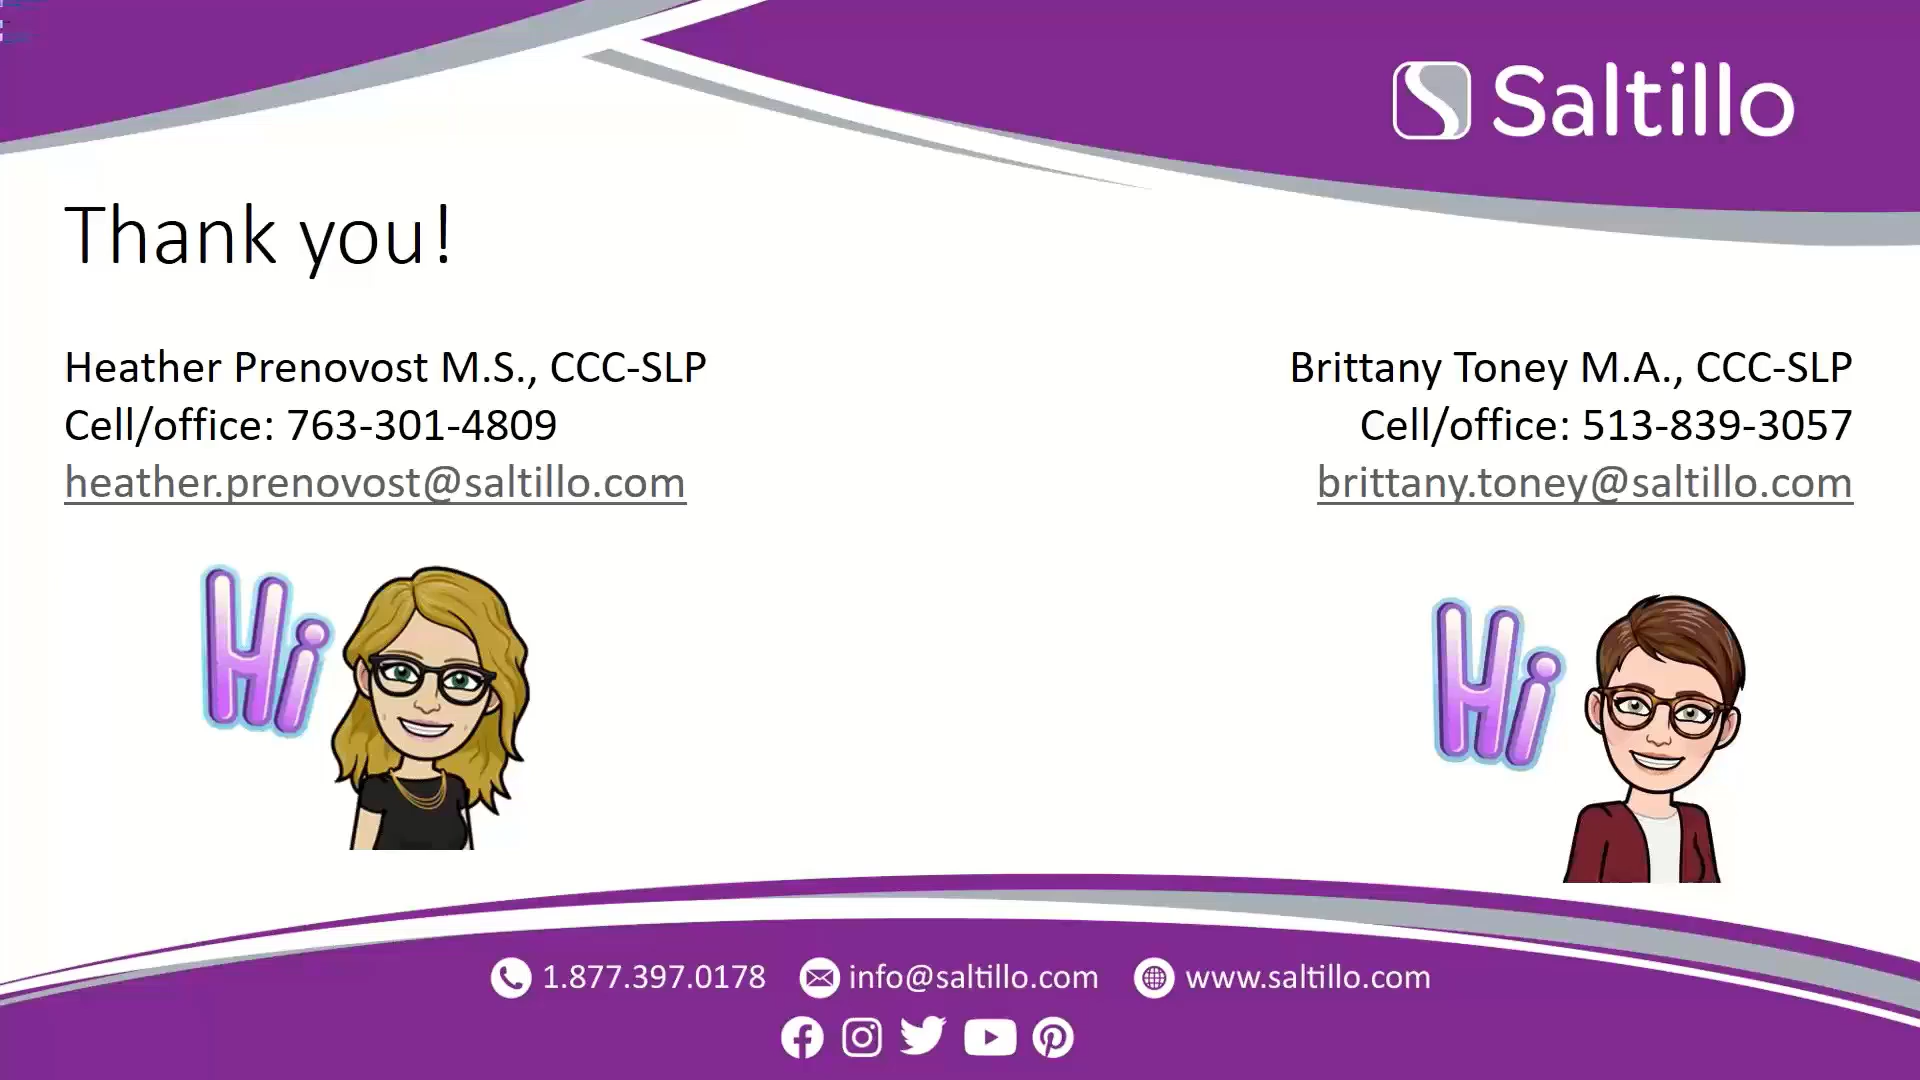 Saltillo
Thank you!
Heather Prenovost M.S., CCC-SLP
Cell/office: 763-301-4809
heather.prenovost@saltillo.com
Brittany Toney M.A., CCC-SLP
Cell/office: 513-839-3057
brittany.toney@saltillo.com
Hi
Hi
1.877.397.0178 info@saltillo.com www.saltillo.com